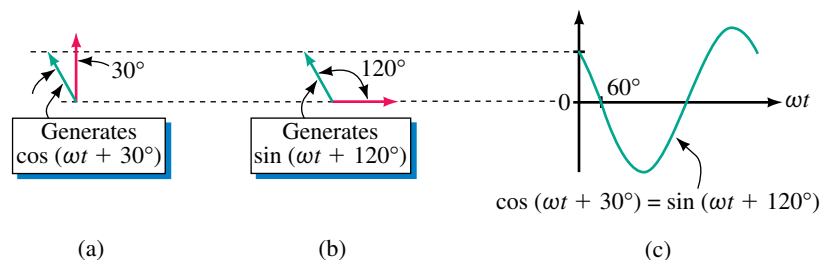 30°
Generates
cos (ωt + 30°)
(a)
120°
Generates
sin (ωt + 120°)
(b)
0
60°
ωt
cos (ωt + 30°) = sin (ωt + 120°)
(c)